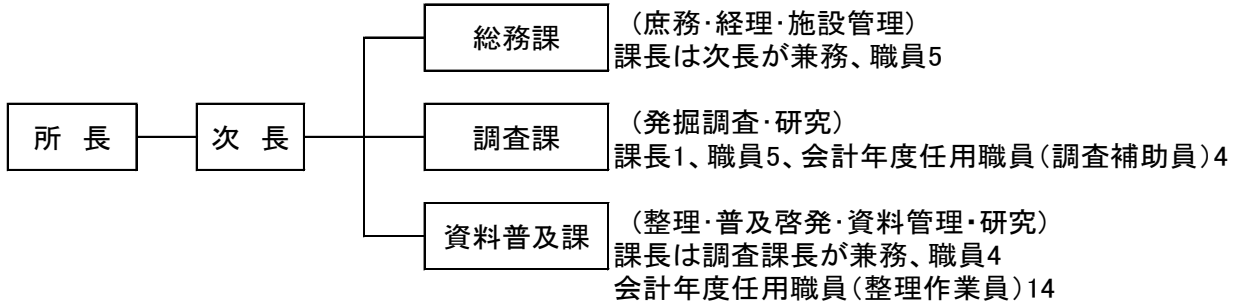 総務課
(庶務･経理･施設管理)
課長は次長が兼務、職員5
所 長
次 長
調査課
(発掘調査･研究)
課長1、職員5、会計年度任用職員(調査補助員)4
資料普及課
(整理･普及啓発･資料管理・研究)
課長は調査課長が兼務、職員4
会計年度任用職員(整理作業員)14